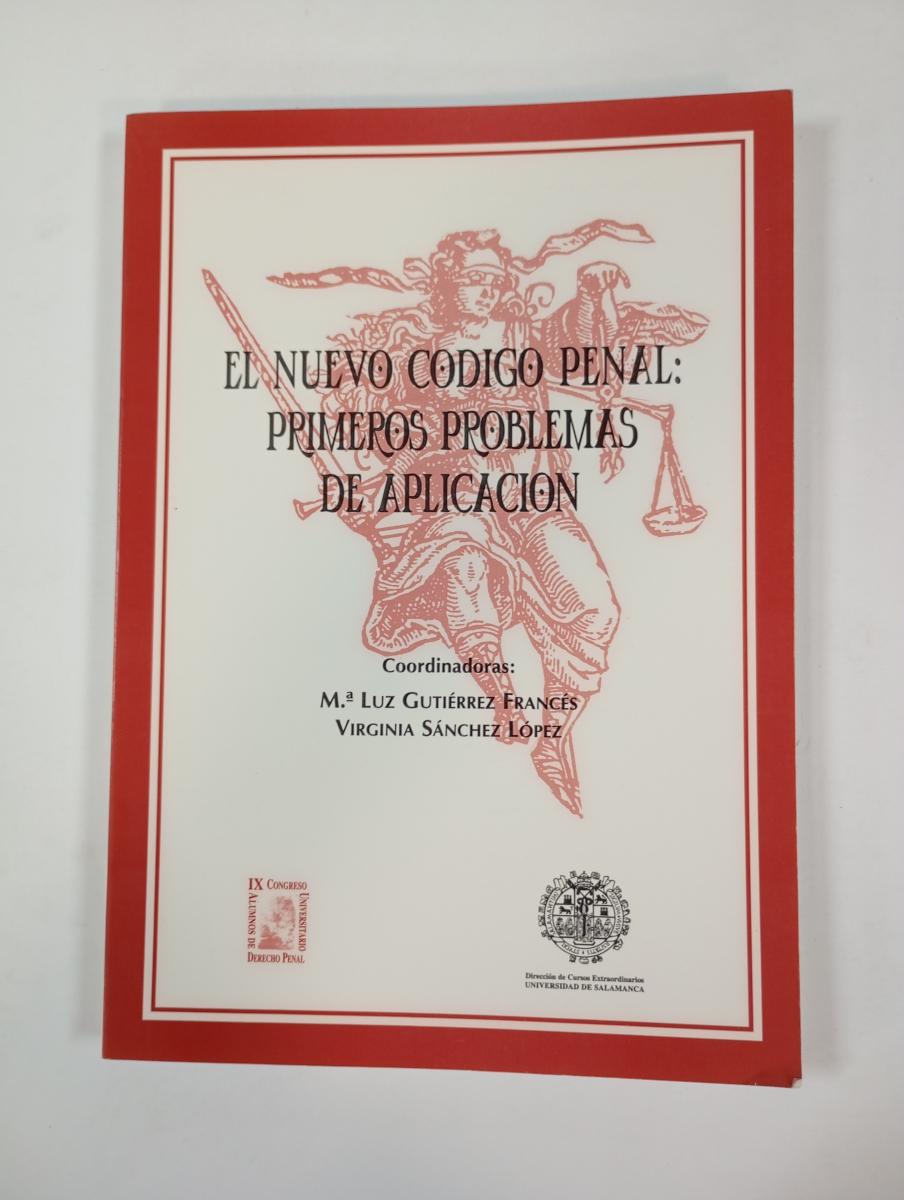 EL NUEVO CODIGO PENAL:
PRIMEROS PROBLEMAS
DE APLICACION
Coordinadoras:
M.ª LUZ GUTIÉRREZ FRANCÉS
VIRGINIA SÁNCHEZ LÓPEZ
IX CONGRESO
UNIVERSITARIO
ALUMNOS DE
DERECHO PENAL
Dirección de Cursos Extraordinarios
UNIVERSIDAD DE SALAMANCA